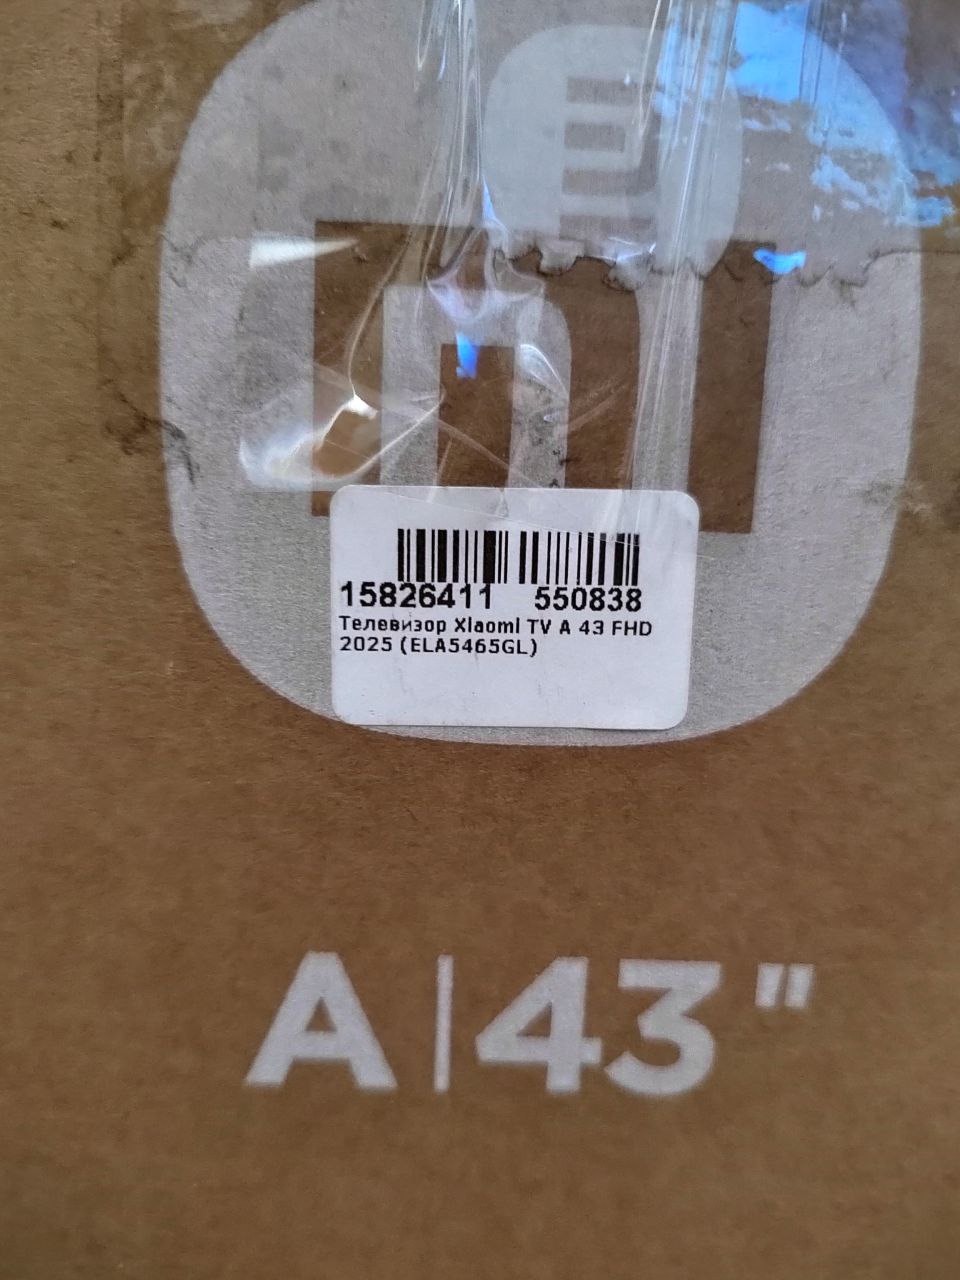 mi
15826411 550838
Телевизор Xiaomi TV A 43 FHD
2025 (ELA5465GL)
A|43"